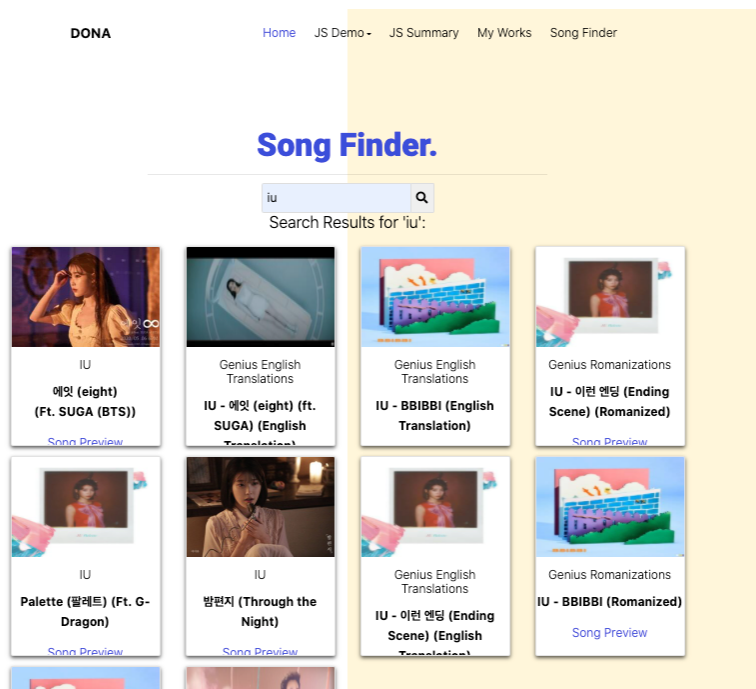 DONA
Home
JS Demo
JS Summary
My Works
Song Finder
Song Finder.
iu
Search Results for 'iu':
IU
에잇 (eight)
(Ft. SUGA (BTS))
Song Preview
Genius English
Translations
IU - 에잇 (eight) (ft.
SUGA) (English
Translation)
Genius English
Translations
IU - BBIBBI (English
Translation)
Genius Romanizations
IU - 이런 엔딩 (Ending
Scene) (Romanized)
Song Preview
IU
Palette (팔레트) (Ft. G-
Dragon)
Song Preview
IU
밤편지 (Through the
Night)
Song Preview
Genius English
Translations
IU - 이런 엔딩 (Ending
Scene) (English
Translation)
Genius Romanizations
IU - BBIBBI (Romanized)
Song Preview